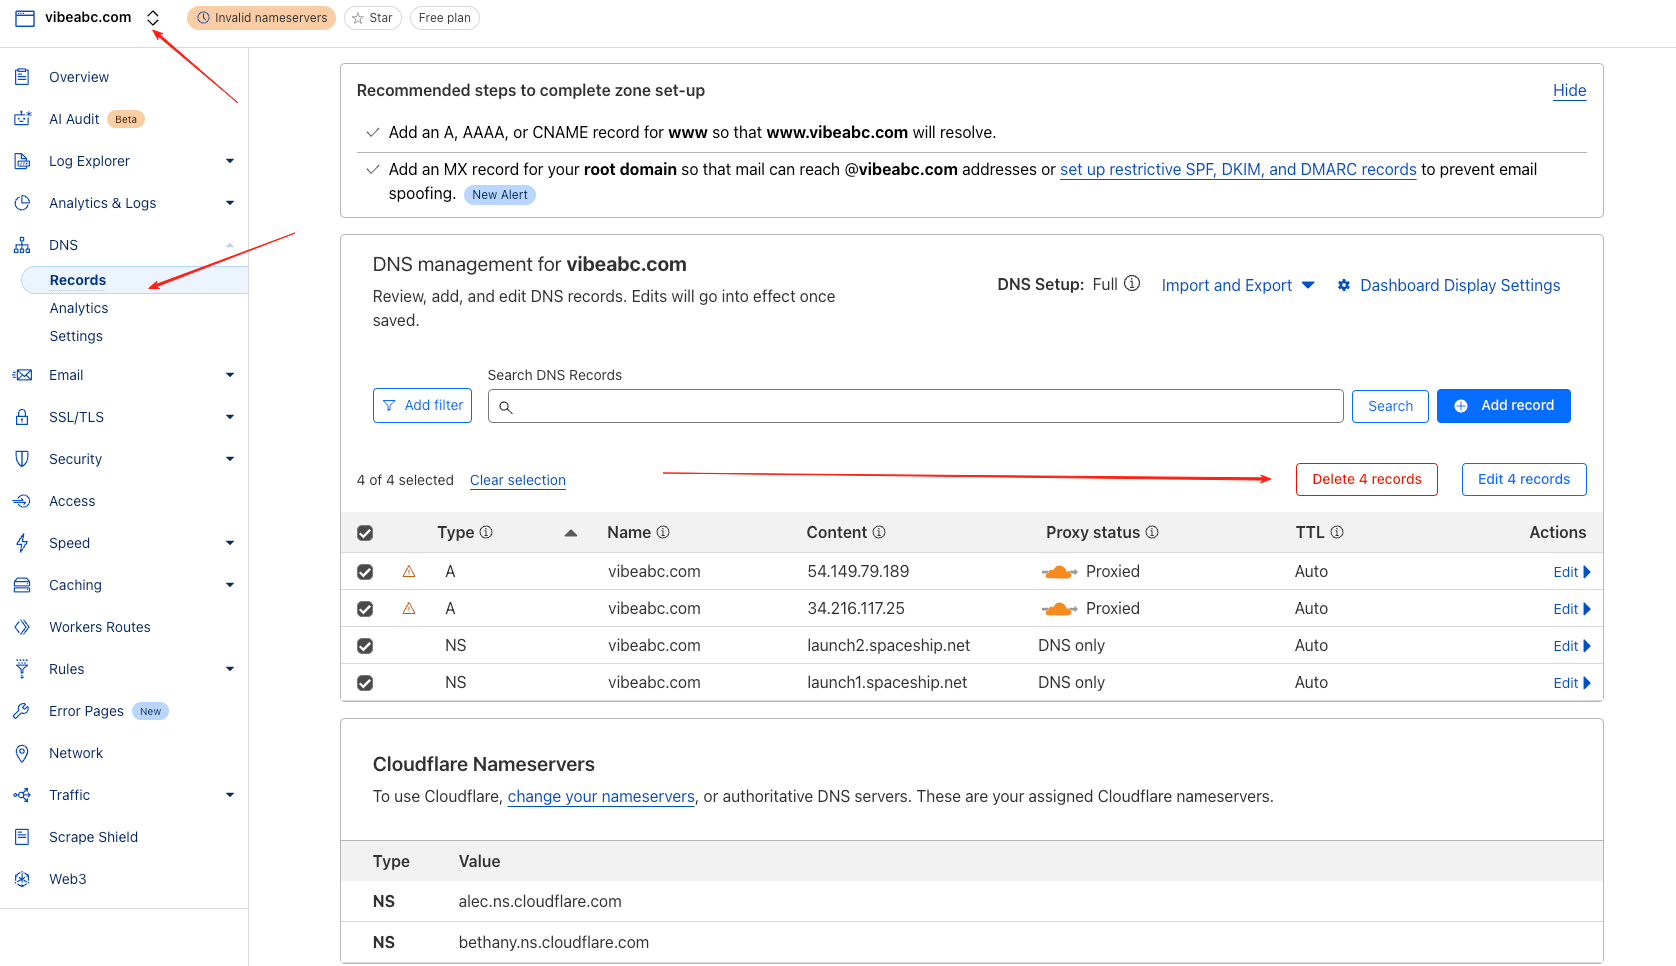 vibeabc.com
Invalid nameservers
Star
Free plan
Overview
AI Audit Beta
Log Explorer
Analytics & Logs
DNS
Records
Analytics
Settings
Email
SSL/TLS
Security
Access
Speed
Caching
Workers Routes
Rules
Error Pages New
Network
Traffic
Scrape Shield
Web3
Recommended steps to complete zone set-up
Hide
Add an A, AAAA, or CNAME record for www so that www.vibeabc.com will resolve.
Add an MX record for your root domain so that mail can reach @vibeabc.com addresses or set up restrictive SPF, DKIM, and DMARC records to prevent email
spoofing. New Alert
DNS management for vibeabc.com
Review, add, and edit DNS records. Edits will go into effect once
saved.
DNS Setup: Full
Import and Export
Dashboard Display Settings
Search DNS Records
Add filter
Search
Add record
4 of 4 selected
Clear selection
Delete 4 records
Edit 4 records
Type Name Content Proxy status TTL Actions
A vibeabc.com 54.149.79.189 Proxied Auto Edit
A vibeabc.com 34.216.117.25 Proxied Auto Edit
NS vibeabc.com launch2.spaceship.net DNS only Auto Edit
NS vibeabc.com launch1.spaceship.net DNS only Auto Edit
Cloudflare Nameservers
To use Cloudflare, change your nameservers, or authoritative DNS servers. These are your assigned Cloudflare nameservers.
Type Value
NS alec.ns.cloudflare.com
NS bethany.ns.cloudflare.com